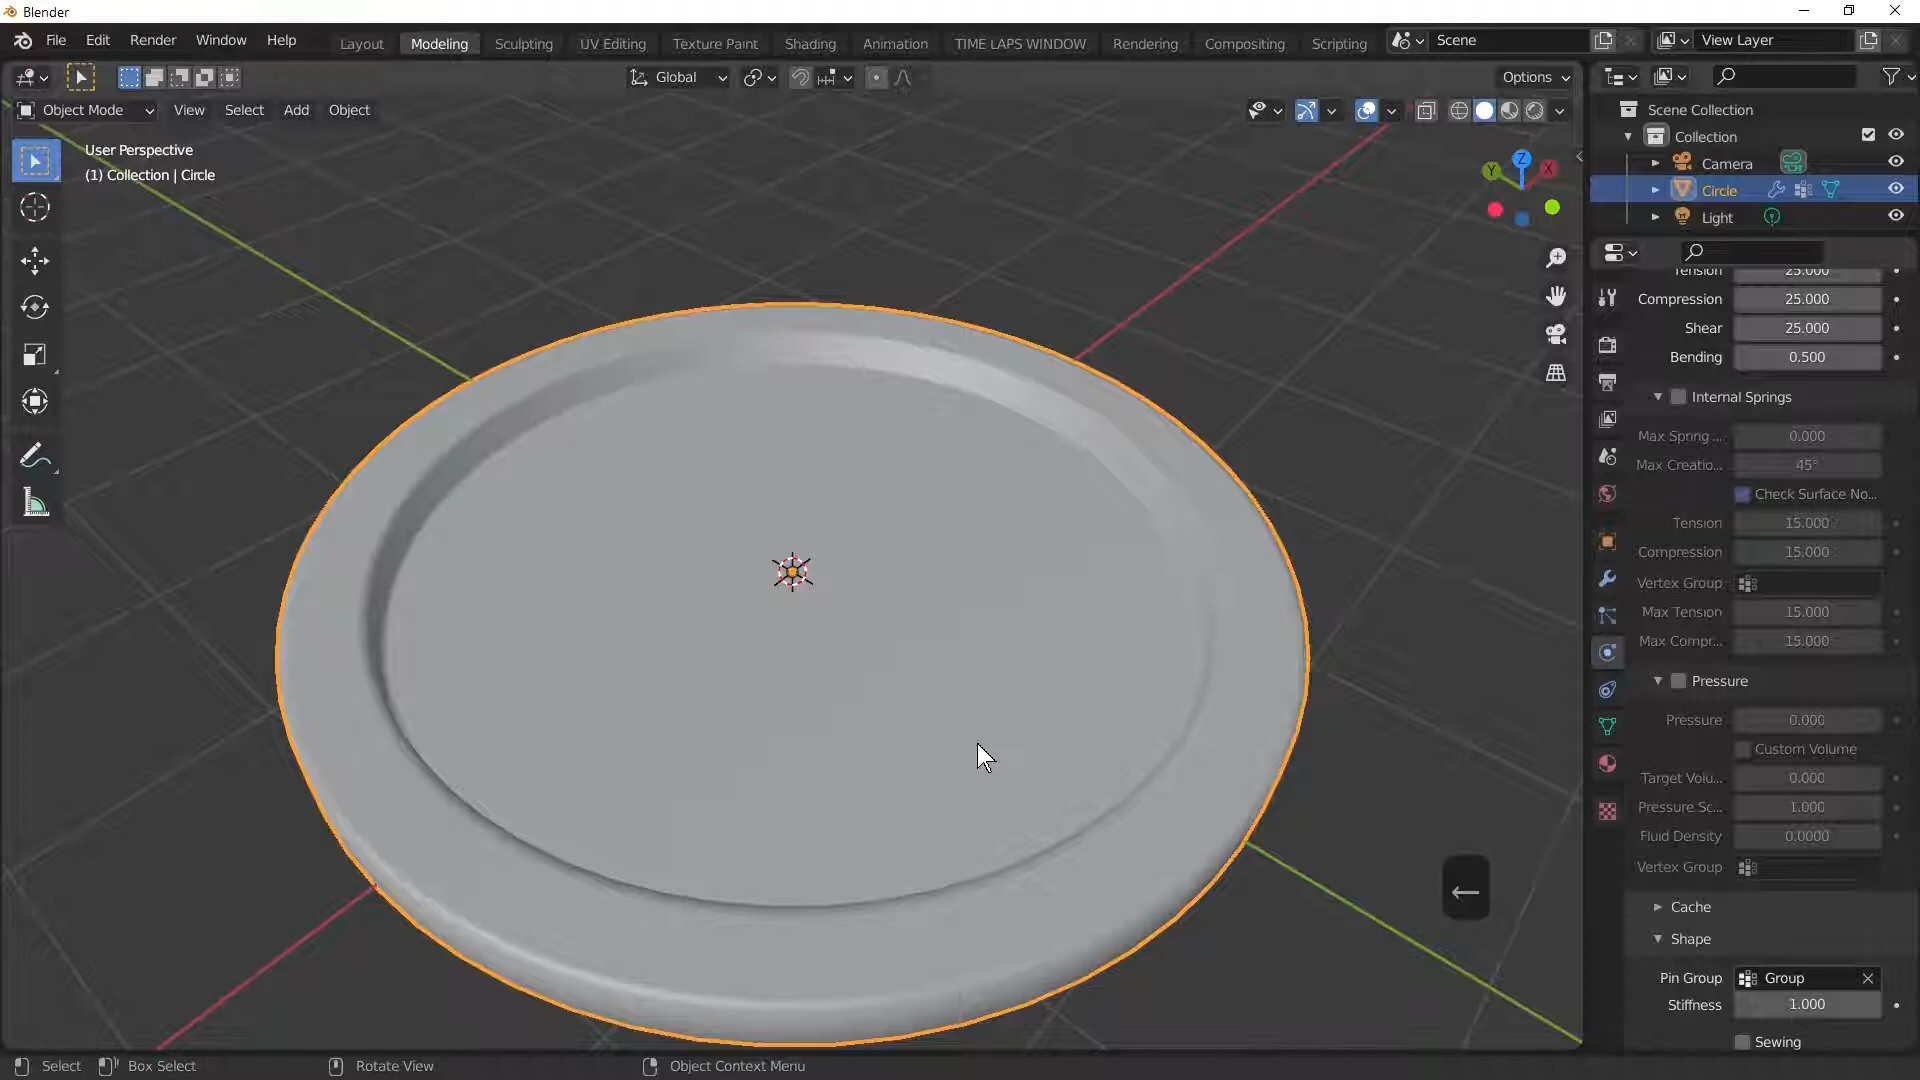 Blender
File Edit Render Window Help Layout Modeling Sculpting UV Editing Texture Paint Shading Animation TIME LAPS WINDOW Rendering Compositing Scripting Scene View Layer
Global Options
Object Mode View Select Add Object
User Perspective
(1) Collection | Circle
Z
Y
X
Scene Collection
Collection
Camera
Circle
Light
Tension 25.000
Compression 25.000
Shear 25.000
Bending 0.500
Internal Springs
Max Spring ... 0.000
Max Creatio... 45°
Check Surface No...
Tension 15.000
Compression 15.000
Vertex Group
Max Tension 15.000
Max Compr... 15.000
Pressure
Pressure 0.000
Custom Volume
Target Volu... 0.000
Pressure Sc... 1.000
Fluid Density 0.0000
Vertex Group
Cache
Shape
Pin Group Group
Stiffness 1.000
Sewing
Select Box Select Rotate View Object Context Menu